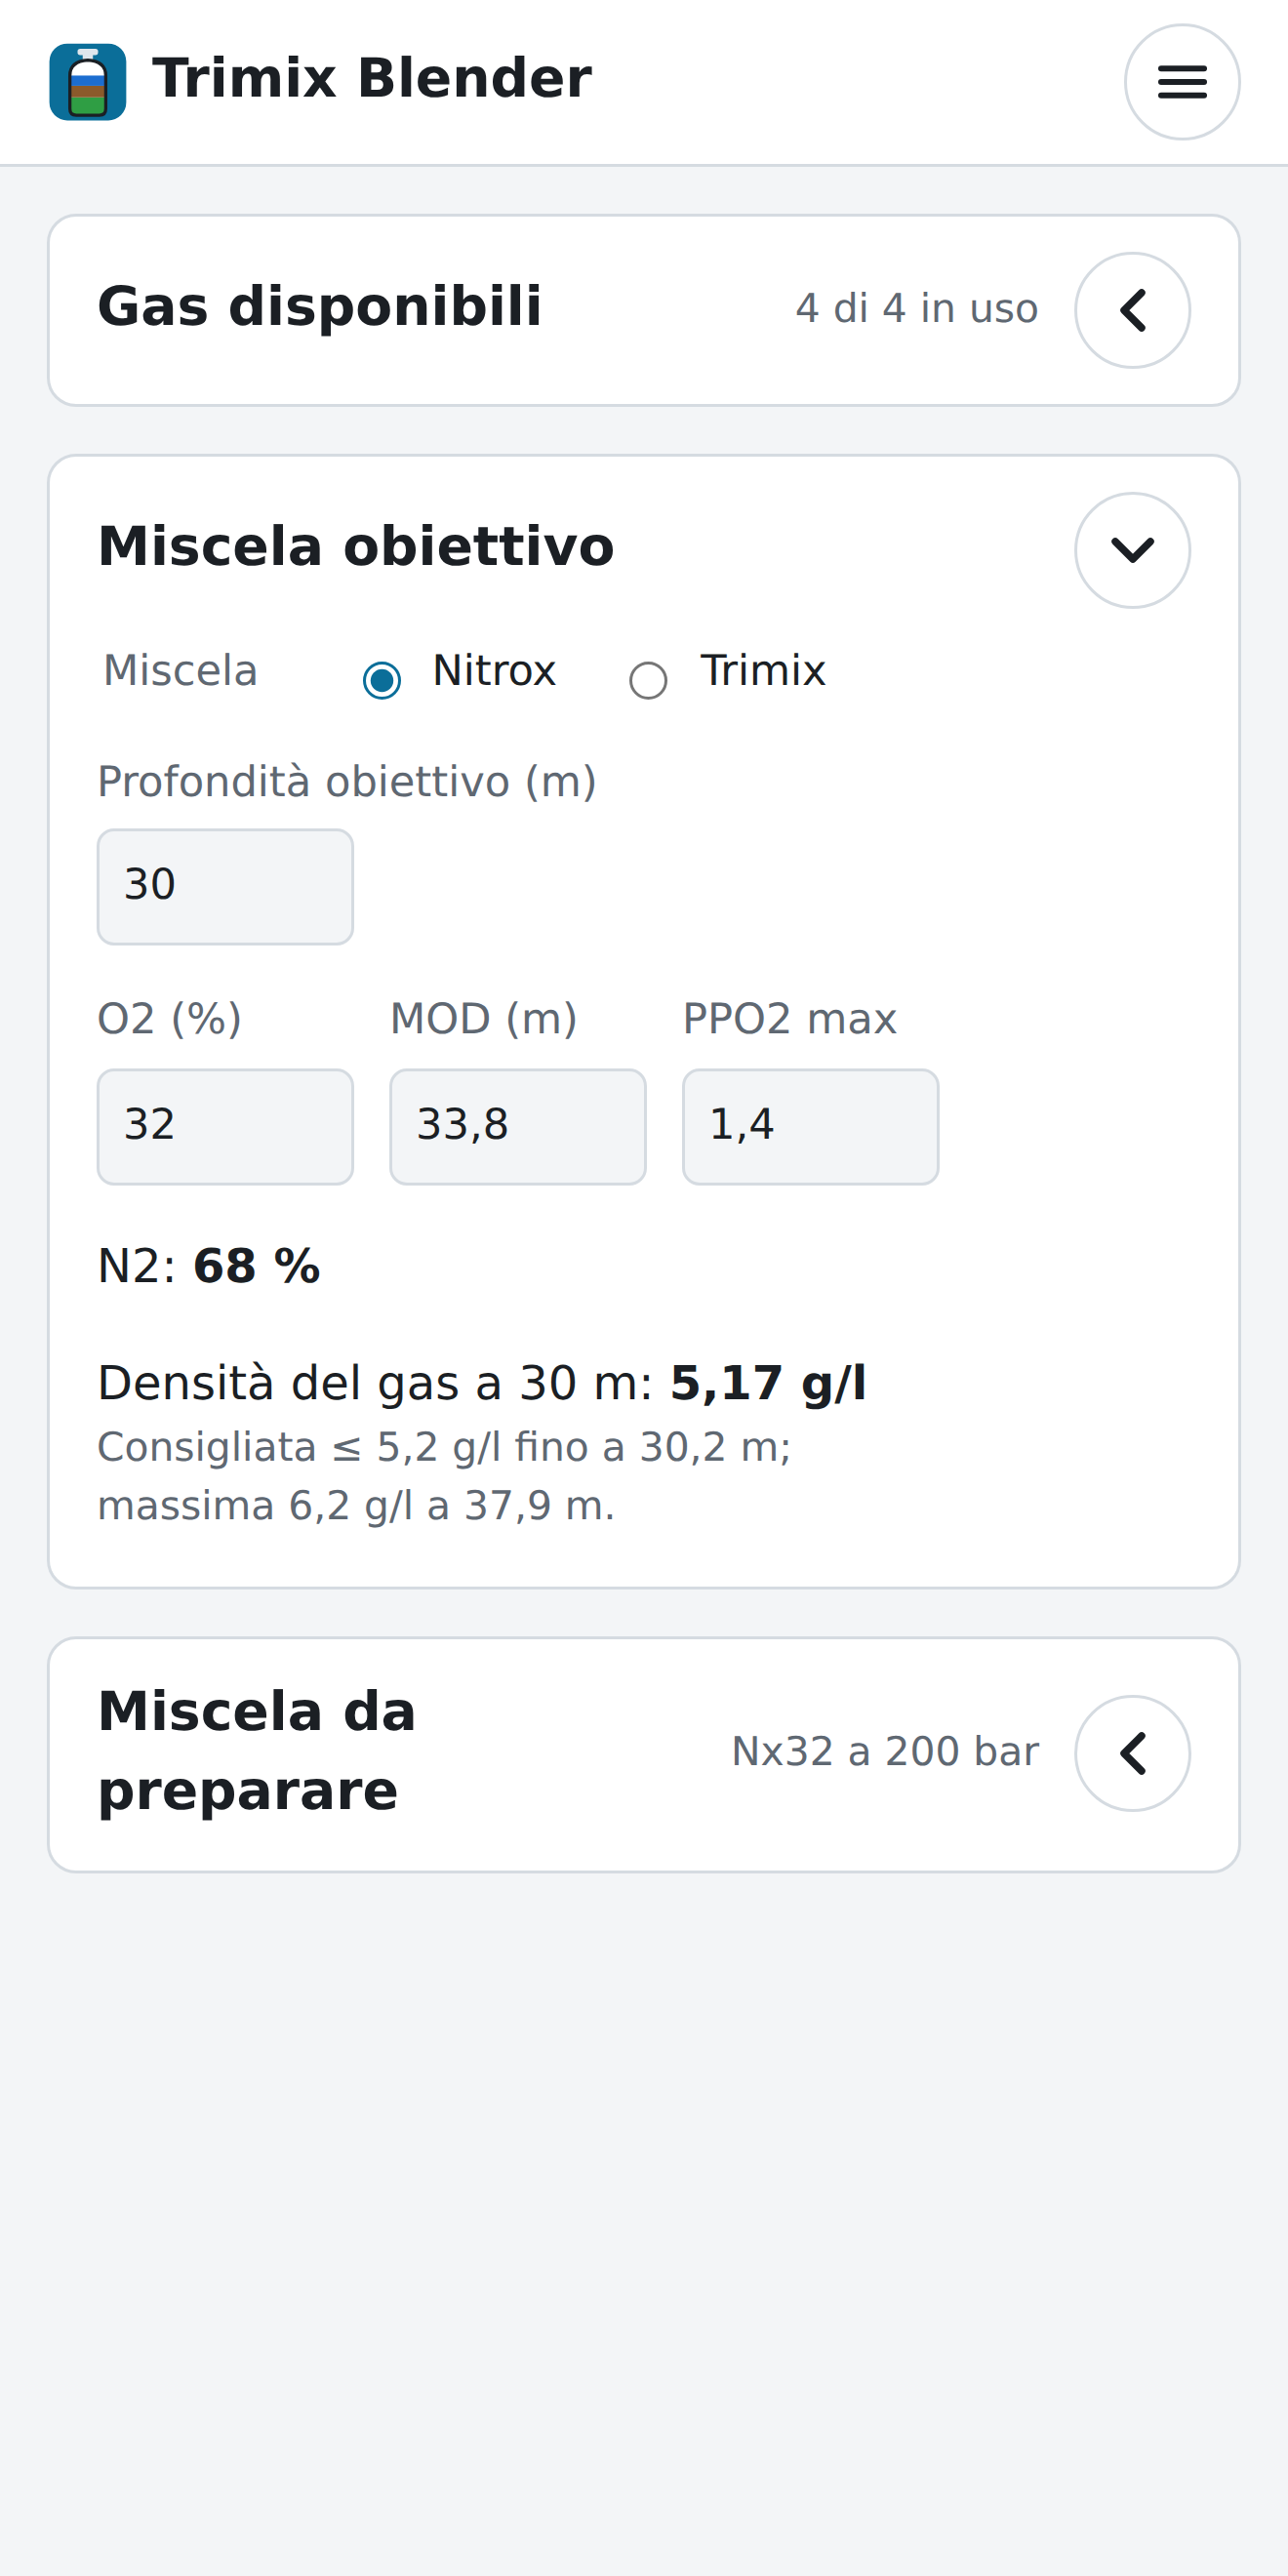 Trimix Blender
Gas disponibili
4 di 4 in uso
Miscela obiettivo
Miscela
Nitrox
Trimix
Profondità obiettivo (m)
30
O2 (%)
MOD (m)
PPO2 max
32
33,8
1,4
N2: 68 %
Densità del gas a 30 m: 5,17 g/l
Consigliata ≤ 5,2 g/l fino a 30,2 m;
massima 6,2 g/l a 37,9 m.
Miscela da
preparare
Nx32 a 200 bar